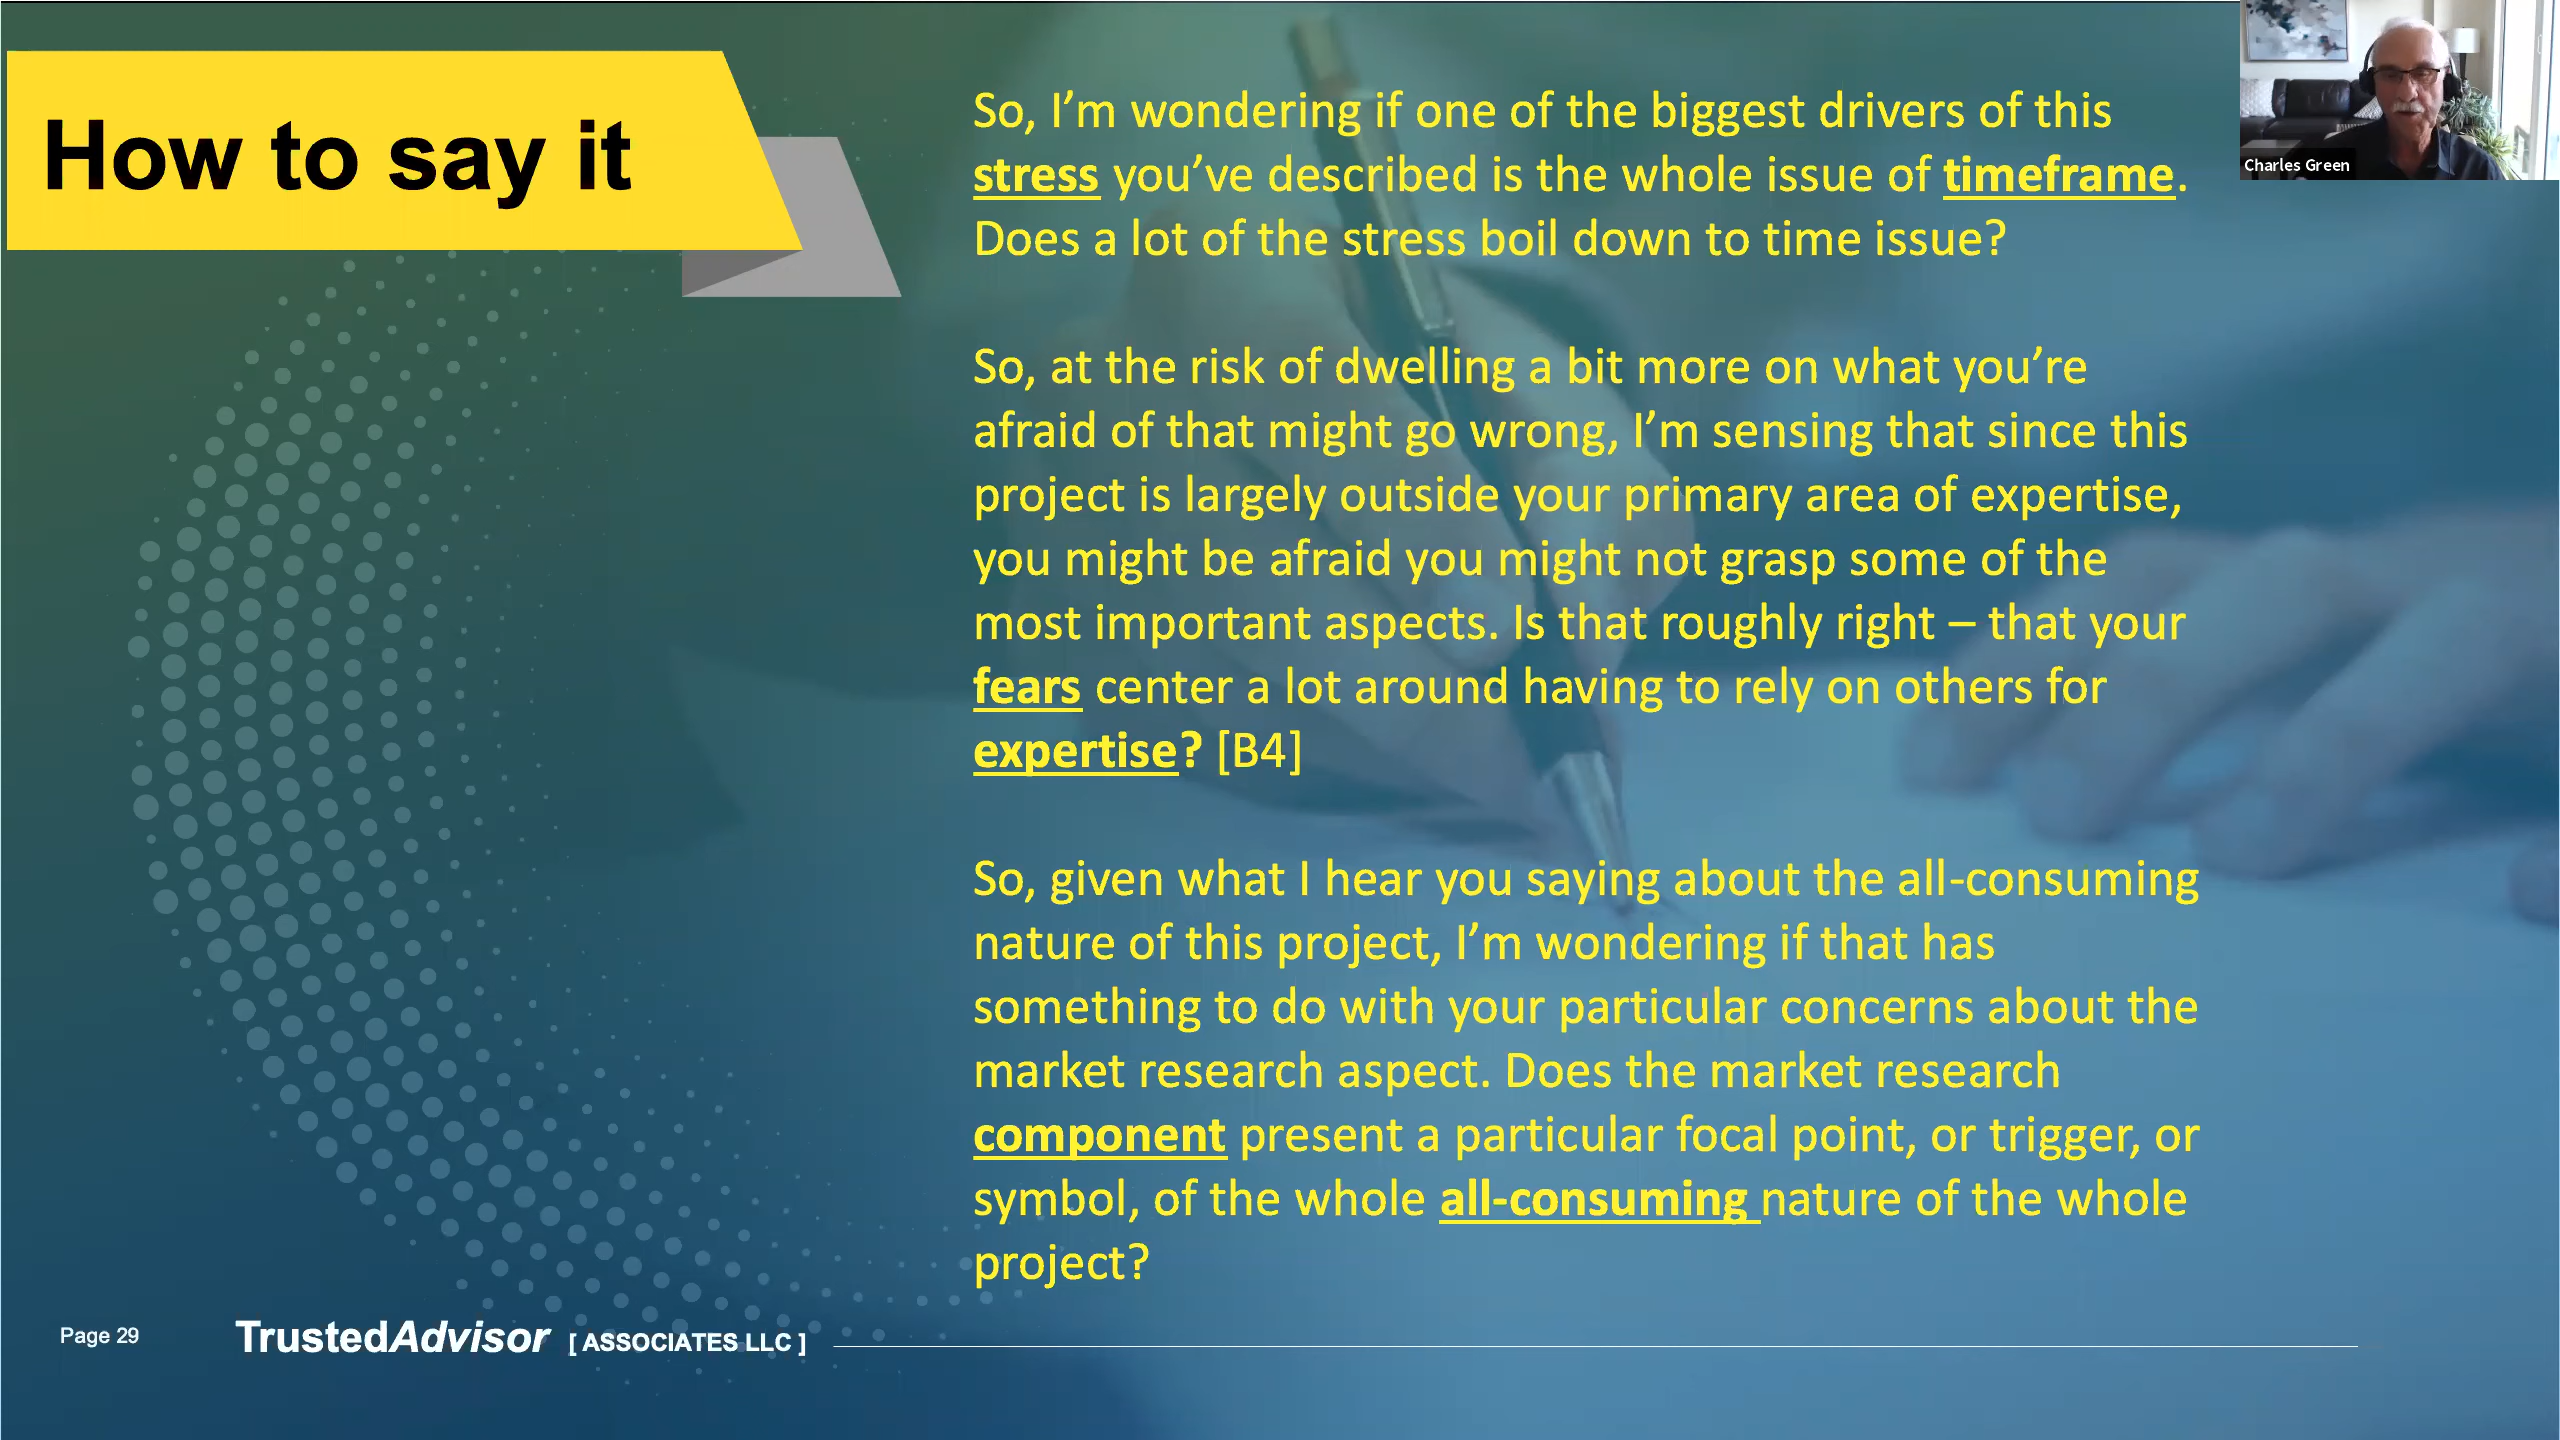 How to say it
So, I’m wondering if one of the biggest drivers of this
stress you’ve described is the whole issue of timeframe.
Does a lot of the stress boil down to time issue?
So, at the risk of dwelling a bit more on what you’re
afraid of that might go wrong, I’m sensing that since this
project is largely outside your primary area of expertise,
you might be afraid you might not grasp some of the
most important aspects. Is that roughly right – that your
fears center a lot around having to rely on others for
expertise? [B4]
So, given what I hear you saying about the all-consuming
nature of this project, I’m wondering if that has
something to do with your particular concerns about the
market research aspect. Does the market research
component present a particular focal point, or trigger, or
symbol, of the whole all-consuming nature of the whole
project?
Charles Green
Page 29
TrustedAdvisor [ ASSOCIATES LLC ]